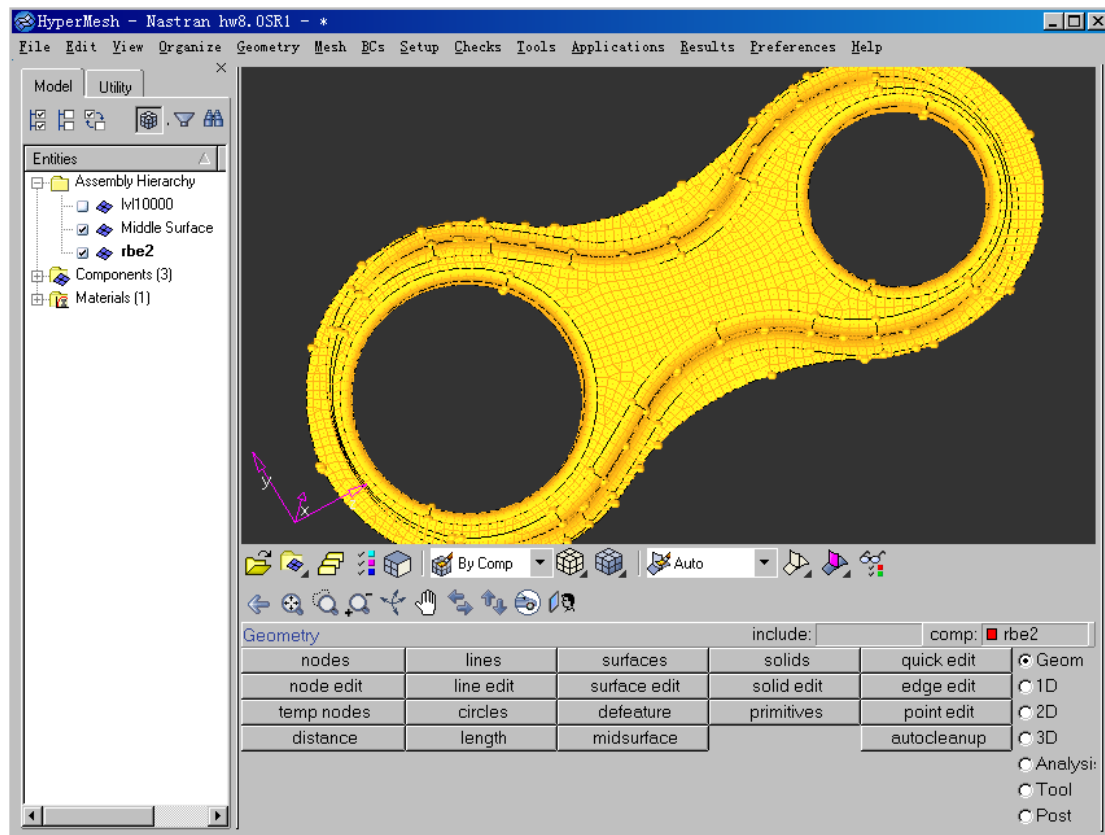 HyperMesh - Nastran hw8.0SR1 - *
File Edit View Organize Geometry Mesh BCs Setup Checks Tools Applications Results Preferences Help
Model Utility
Entities
Assembly Hierarchy
lvl10000
Middle Surface
rbe2
Components (3)
Materials (1)
y
x
By Comp Auto
Geometry include: comp: rbe2
nodes lines surfaces solids quick edit Geom
node edit line edit surface edit solid edit edge edit 1D
temp nodes circles defeature primitives point edit 2D
distance length midsurface autocleanup 3D
Analysis
Tool
Post